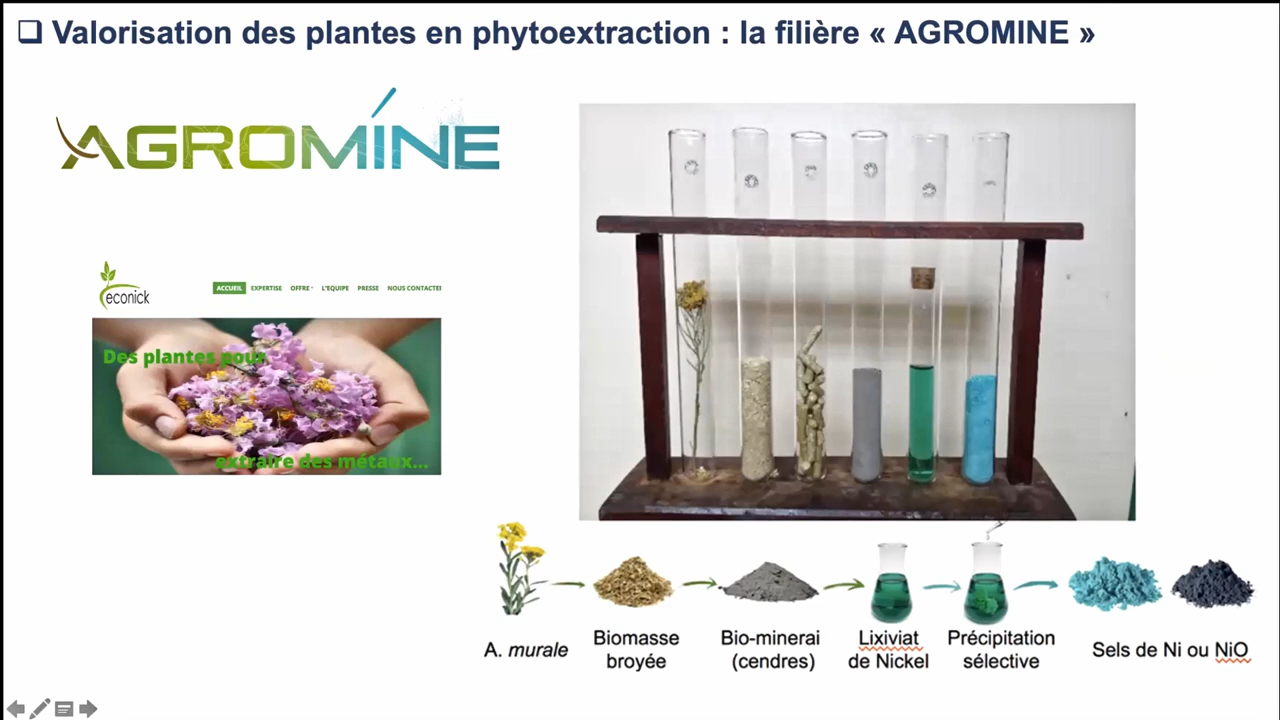 ❑ Valorisation des plantes en phytoextraction : la filière « AGROMINE »
AGROMINE
econick
ACCUEIL EXPERTISE OFFRE L'EQUIPE PRESSE NOUS CONTACTEI
Des plantes pour
extraire des métaux...
A. murale
Biomasse
broyée
Bio-minerai
(cendres)
Lixiviat
de Nickel
Précipitation
sélective
Sels de Ni ou NiO